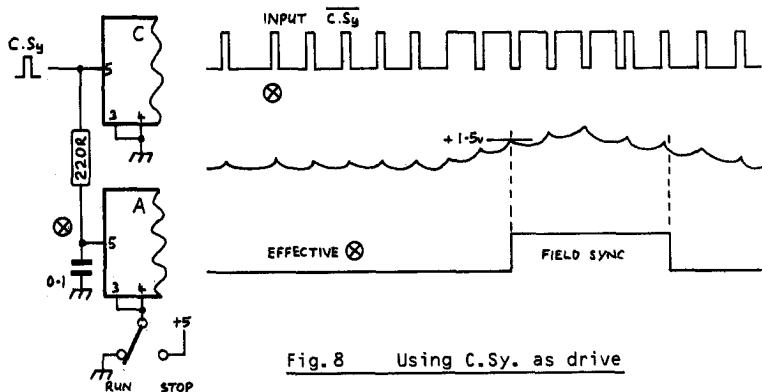 C.Sy
C
5
3 4
220R
⊗
A
5
0.1
3 4
+5
RUN STOP
INPUT C.Sy
⊗
+1.5v
EFFECTIVE ⊗ FIELD SYNC
Fig. 8 Using C.Sy. as drive